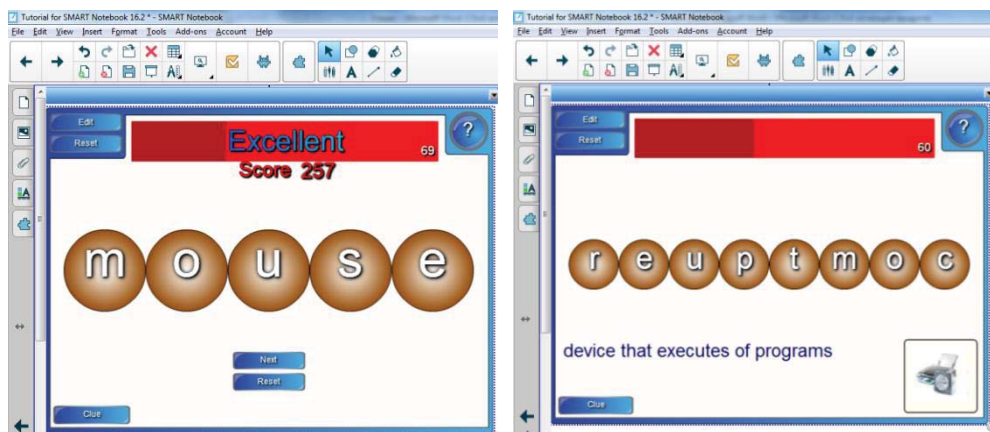 Tutorial for SMART Notebook 16.2 * - SMART Notebook
File Edit View Insert Format Tools Add-ons Account Help
Edit
Reset
Excellent
69
?
Score 257
m o u s e
Next
Reset
Clue
Tutorial for SMART Notebook 16.2 * - SMART Notebook
File Edit View Insert Format Tools Add-ons Account Help
Edit
Reset
60
?
r e u p t m o c
device that executes of programs
Clue